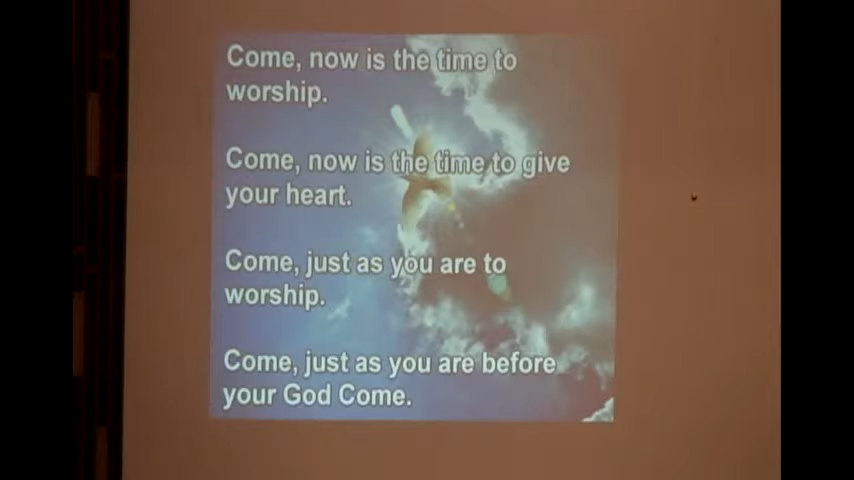 Come, now is the time to
worship.
Come, now is the time to give
your heart.
Come, just as you are to
worship.
Come, just as you are before
your God Come.